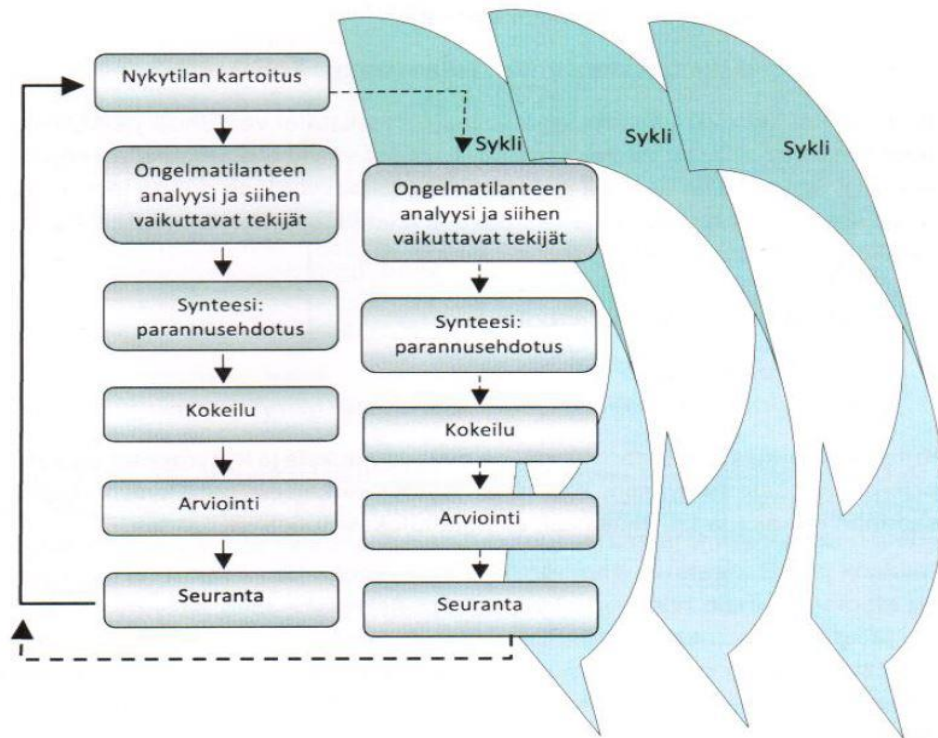 Nykytilan kartoitus
Ongelmatilanteen
analyysi ja siihen
vaikuttavat tekijät
Synteesi:
parannusehdotus
Kokeilu
Arviointi
Seuranta
Sykli
Ongelmatilanteen
analyysi ja siihen
vaikuttavat tekijät
Synteesi:
parannusehdotus
Kokeilu
Arviointi
Seuranta
Sykli
Sykli